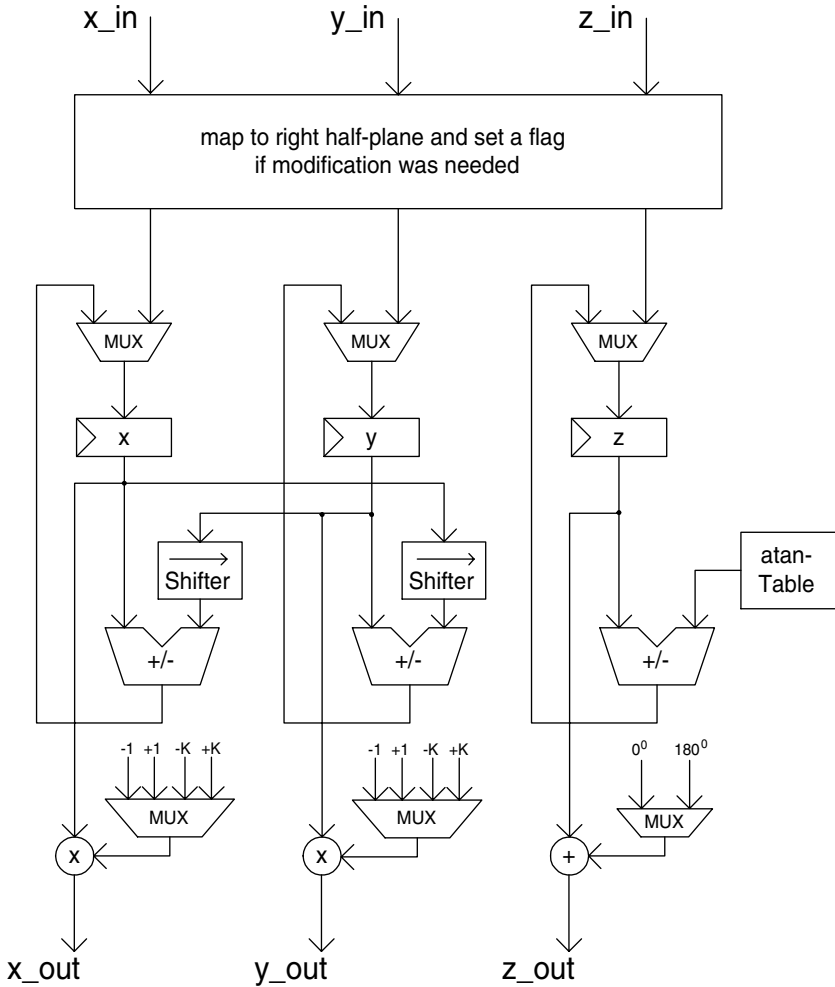 x_in y_in z_in
map to right half-plane and set a flag
if modification was needed
MUX MUX MUX
x y z
Shifter Shifter
atan-
Table
+/- +/- +/-
-1 +1 -K +K -1 +1 -K +K 0⁰ 180⁰
MUX MUX MUX
x x +
x_out y_out z_out